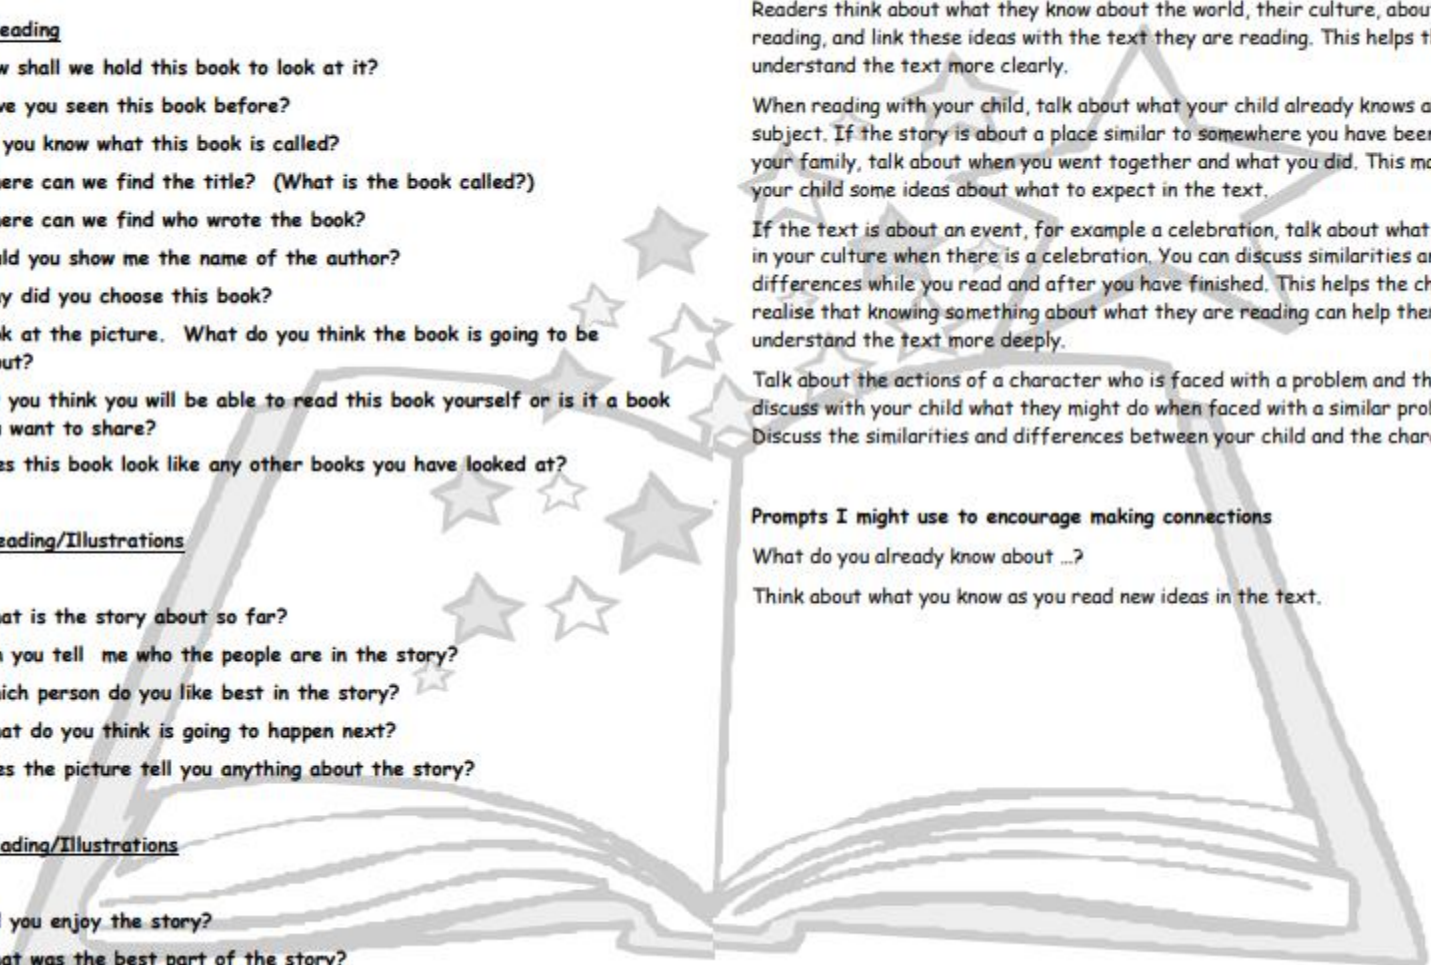 eading
w shall we hold this book to look at it?
ve you seen this book before?
you know what this book is called?
ere can we find the title? (What is the book called?)
ere can we find who wrote the book?
ld you show me the name of the author?
y did you choose this book?
k at the picture. What do you think the book is going to be
out?
you think you will be able to read this book yourself or is it a book
want to share?
es this book look like any other books you have looked at?
eading/Illustrations
at is the story about so far?
n you tell me who the people are in the story?
ich person do you like best in the story?
at do you think is going to happen next?
es the picture tell you anything about the story?
ading/Illustrations
you enjoy the story?
at was the best part of the story?
Readers think about what they know about the world, their culture, abou
reading, and link these ideas with the text they are reading. This helps t
understand the text more clearly.
When reading with your child, talk about what your child already knows a
subject. If the story is about a place similar to somewhere you have been
your family, talk about when you went together and what you did. This ma
your child some ideas about what to expect in the text.
If the text is about an event, for example a celebration, talk about what
in your culture when there is a celebration. You can discuss similarities a
differences while you read and after you have finished. This helps the ch
realise that knowing something about what they are reading can help the
understand the text more deeply.
Talk about the actions of a character who is faced with a problem and th
discuss with your child what they might do when faced with a similar pro
Discuss the similarities and differences between your child and the char
Prompts I might use to encourage making connections
What do you already know about ...?
Think about what you know as you read new ideas in the text.